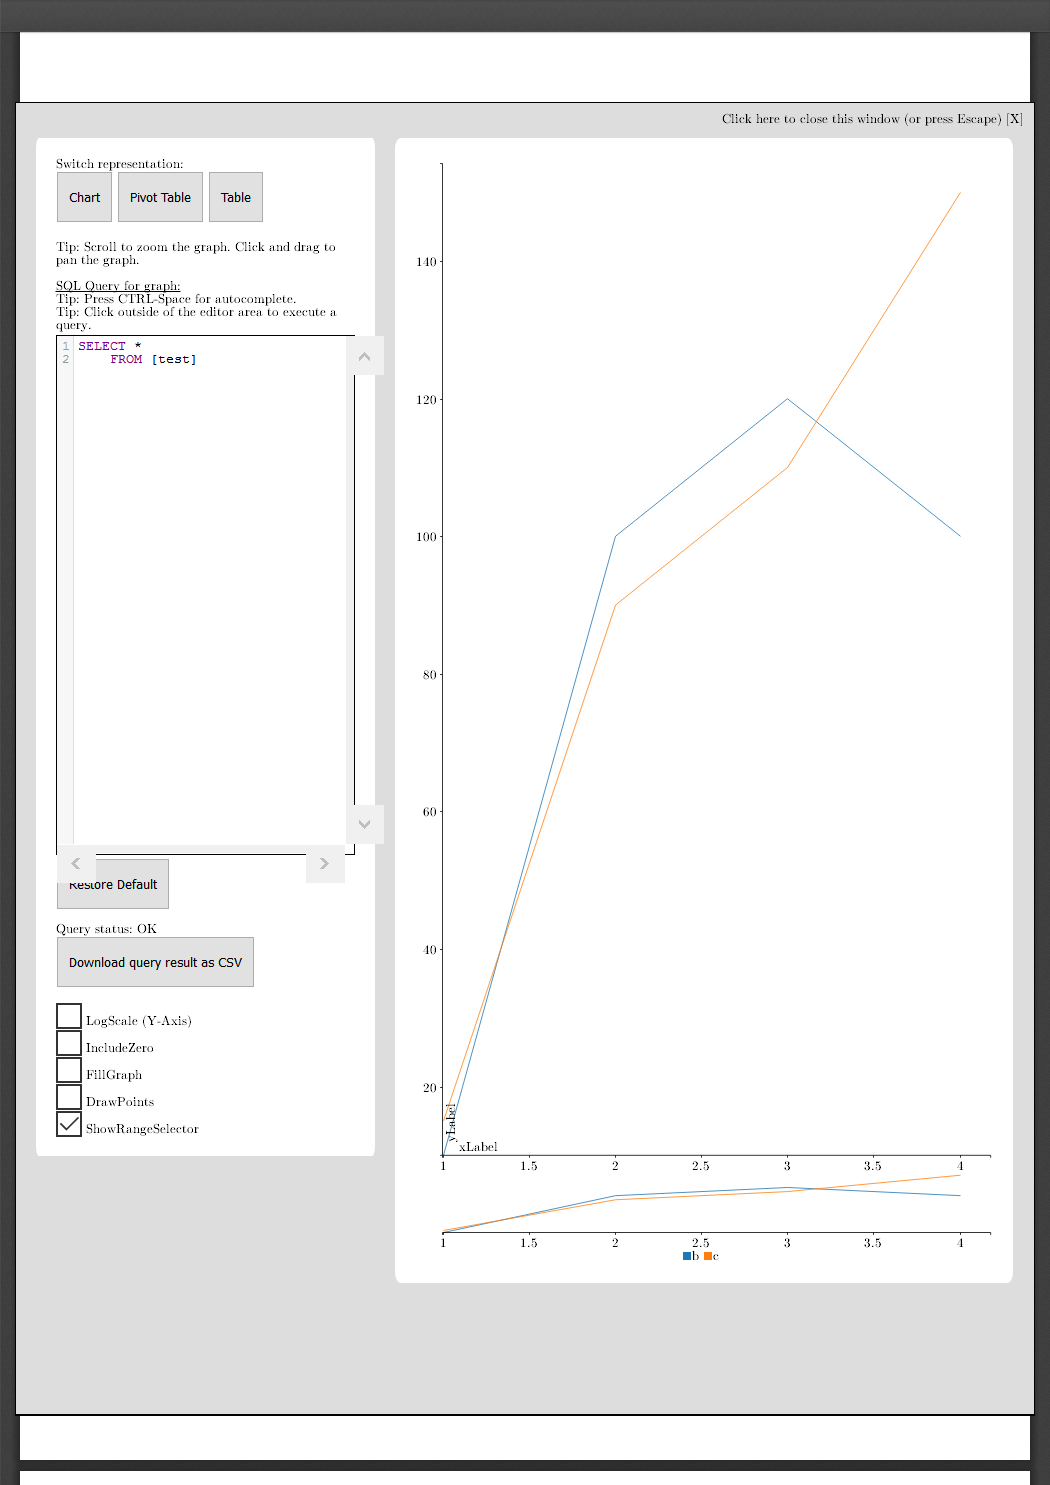 Click here to close this window (or press Escape) [X]
Switch representation:
Chart Pivot Table Table
Tip: Scroll to zoom the graph. Click and drag to
pan the graph.
SQL Query for graph:
Tip: Press CTRL-Space for autocomplete.
Tip: Click outside of the editor area to execute a
query.
1 SELECT *
2 FROM [test]
Restore Default
Query status: OK
Download query result as CSV
LogScale (Y-Axis)
IncludeZero
FillGraph
DrawPoints
ShowRangeSelector
140
120
100
80
60
40
20
yLabel
xLabel
1 1.5 2 2.5 3 3.5 4
1 1.5 2 2.5 3 3.5 4
b c